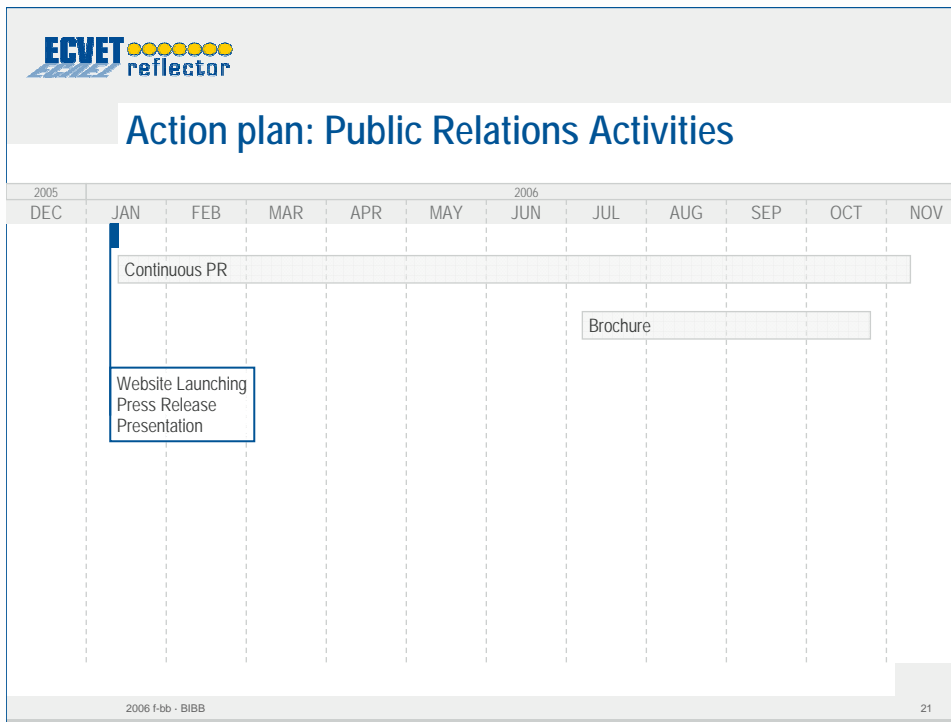 ECVET
reflector
Action plan: Public Relations Activities
2005 2006
DEC JAN FEB MAR APR MAY JUN JUL AUG SEP OCT NOV
Continuous PR
Brochure
Website Launching
Press Release
Presentation
2006 f-bb - BIBB 21